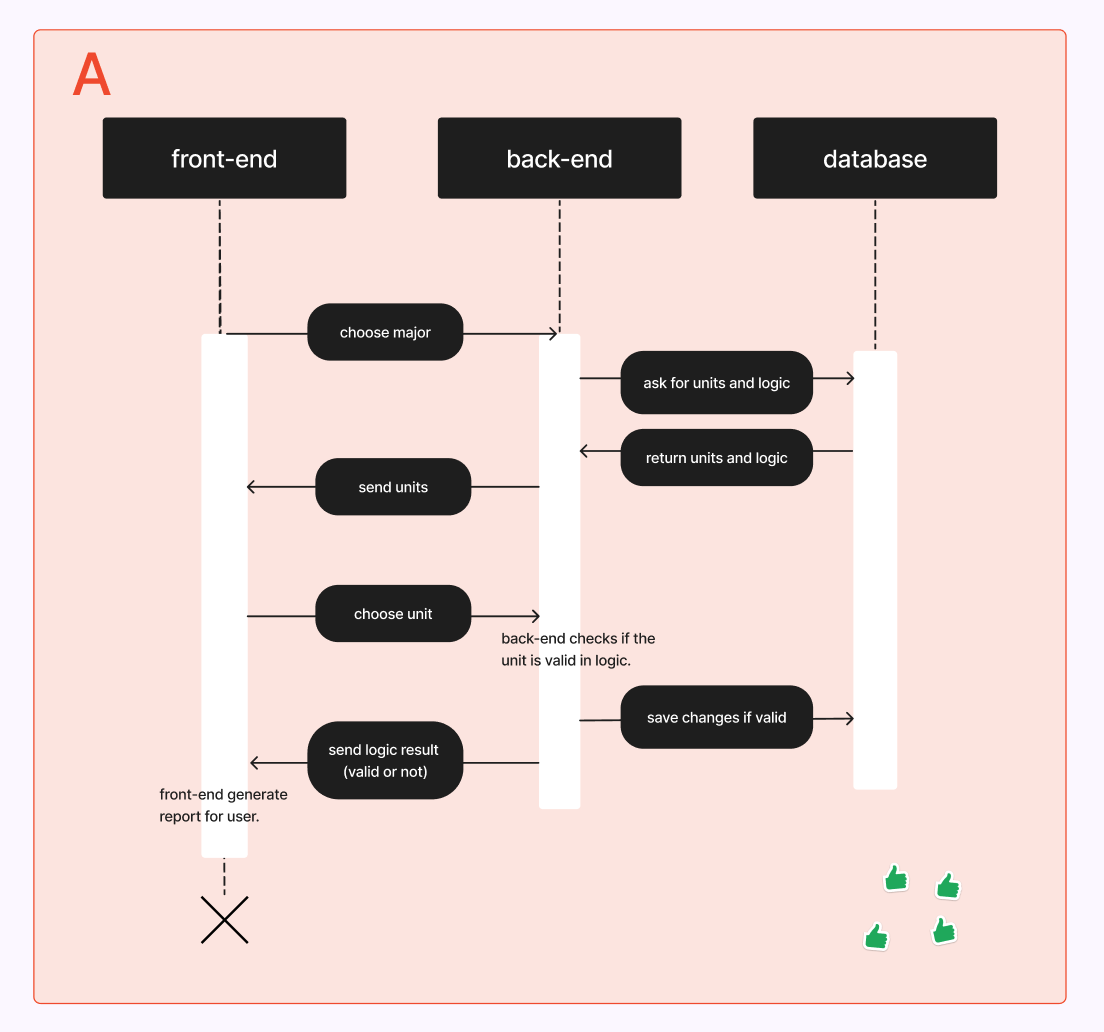 A
front-end
back-end
database
choose major
ask for units and logic
return units and logic
send units
choose unit
back-end checks if the
unit is valid in logic.
save changes if valid
send logic result
(valid or not)
front-end generate
report for user.